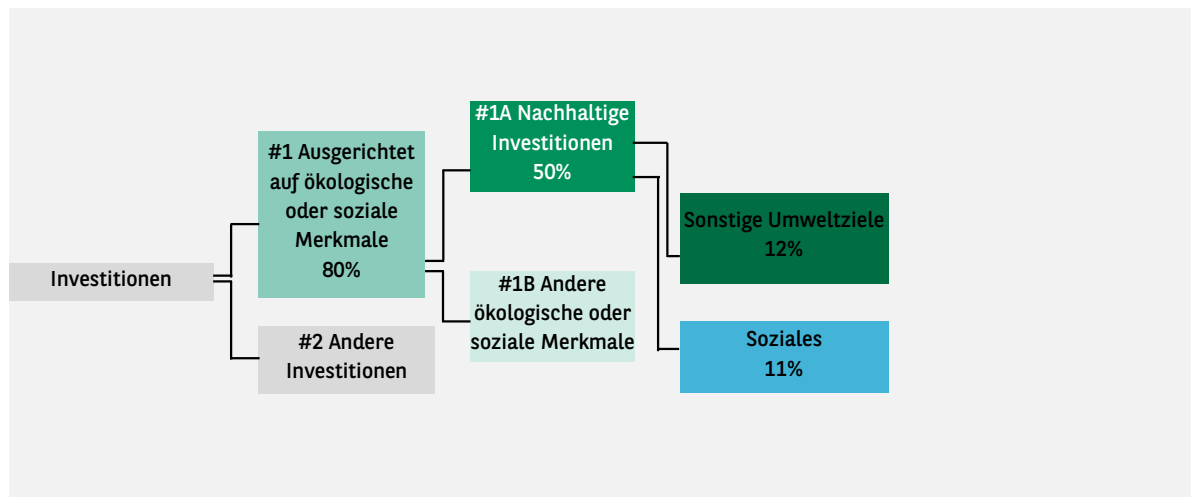 Investitionen
#1 Ausgerichtet
auf ökologische
oder soziale
Merkmale
80%
#2 Andere
Investitionen
#1A Nachhaltige
Investitionen
50%
#1B Andere
ökologische oder
soziale Merkmale
Sonstige Umweltziele
12%
Soziales
11%